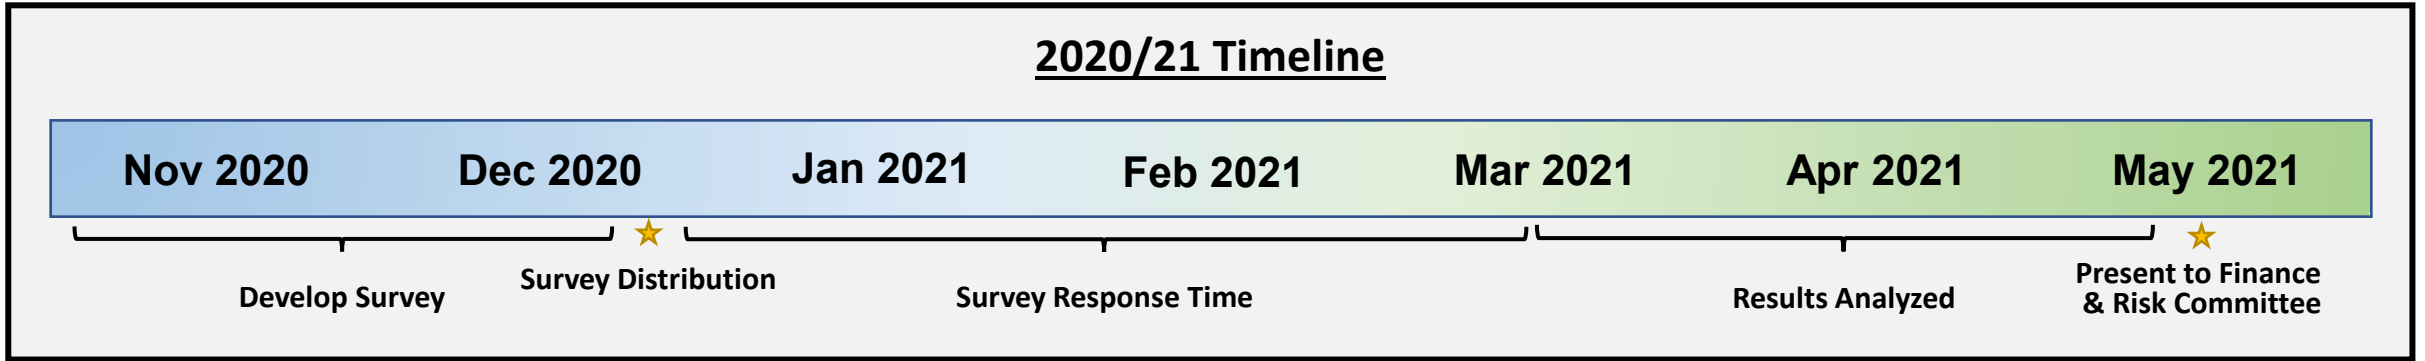 2020/21 Timeline
Nov 2020 Dec 2020 Jan 2021 Feb 2021 Mar 2021 Apr 2021 May 2021
Develop Survey
Survey Distribution
Survey Response Time
Results Analyzed
Present to Finance
& Risk Committee